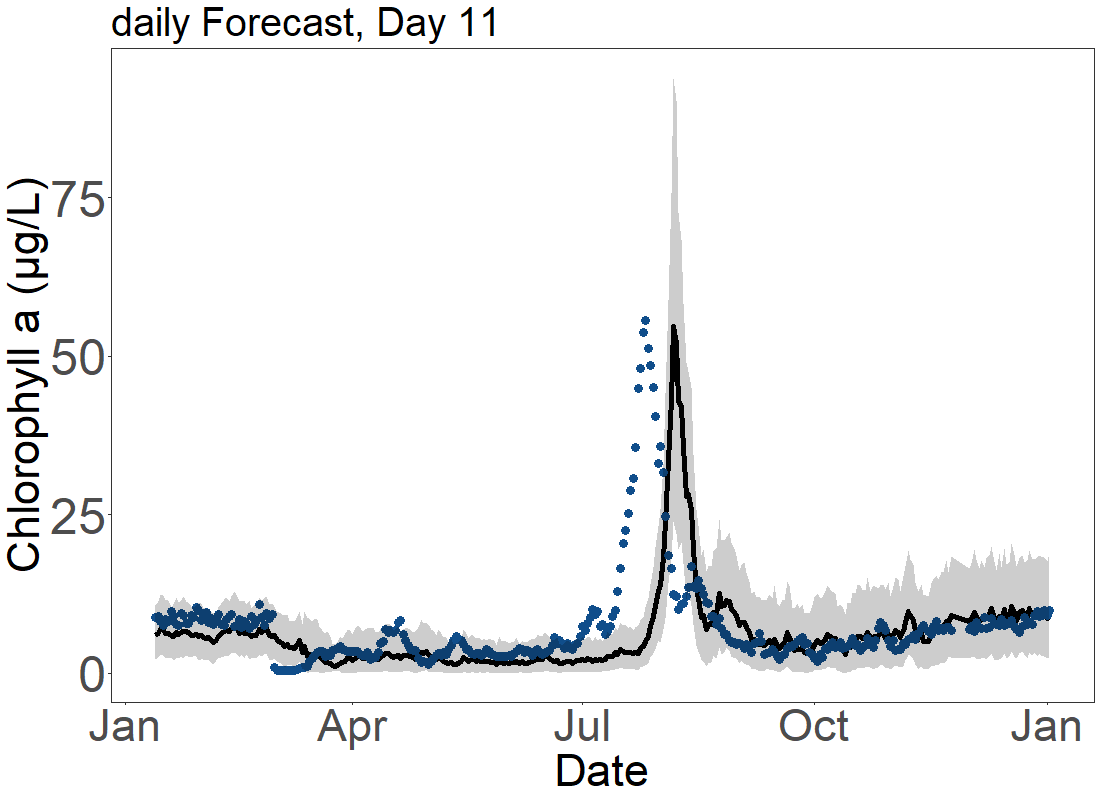 daily Forecast, Day 11
Chlorophyll a (µg/L)
75
50
25
0
Jan Apr Jul Oct Jan
Date